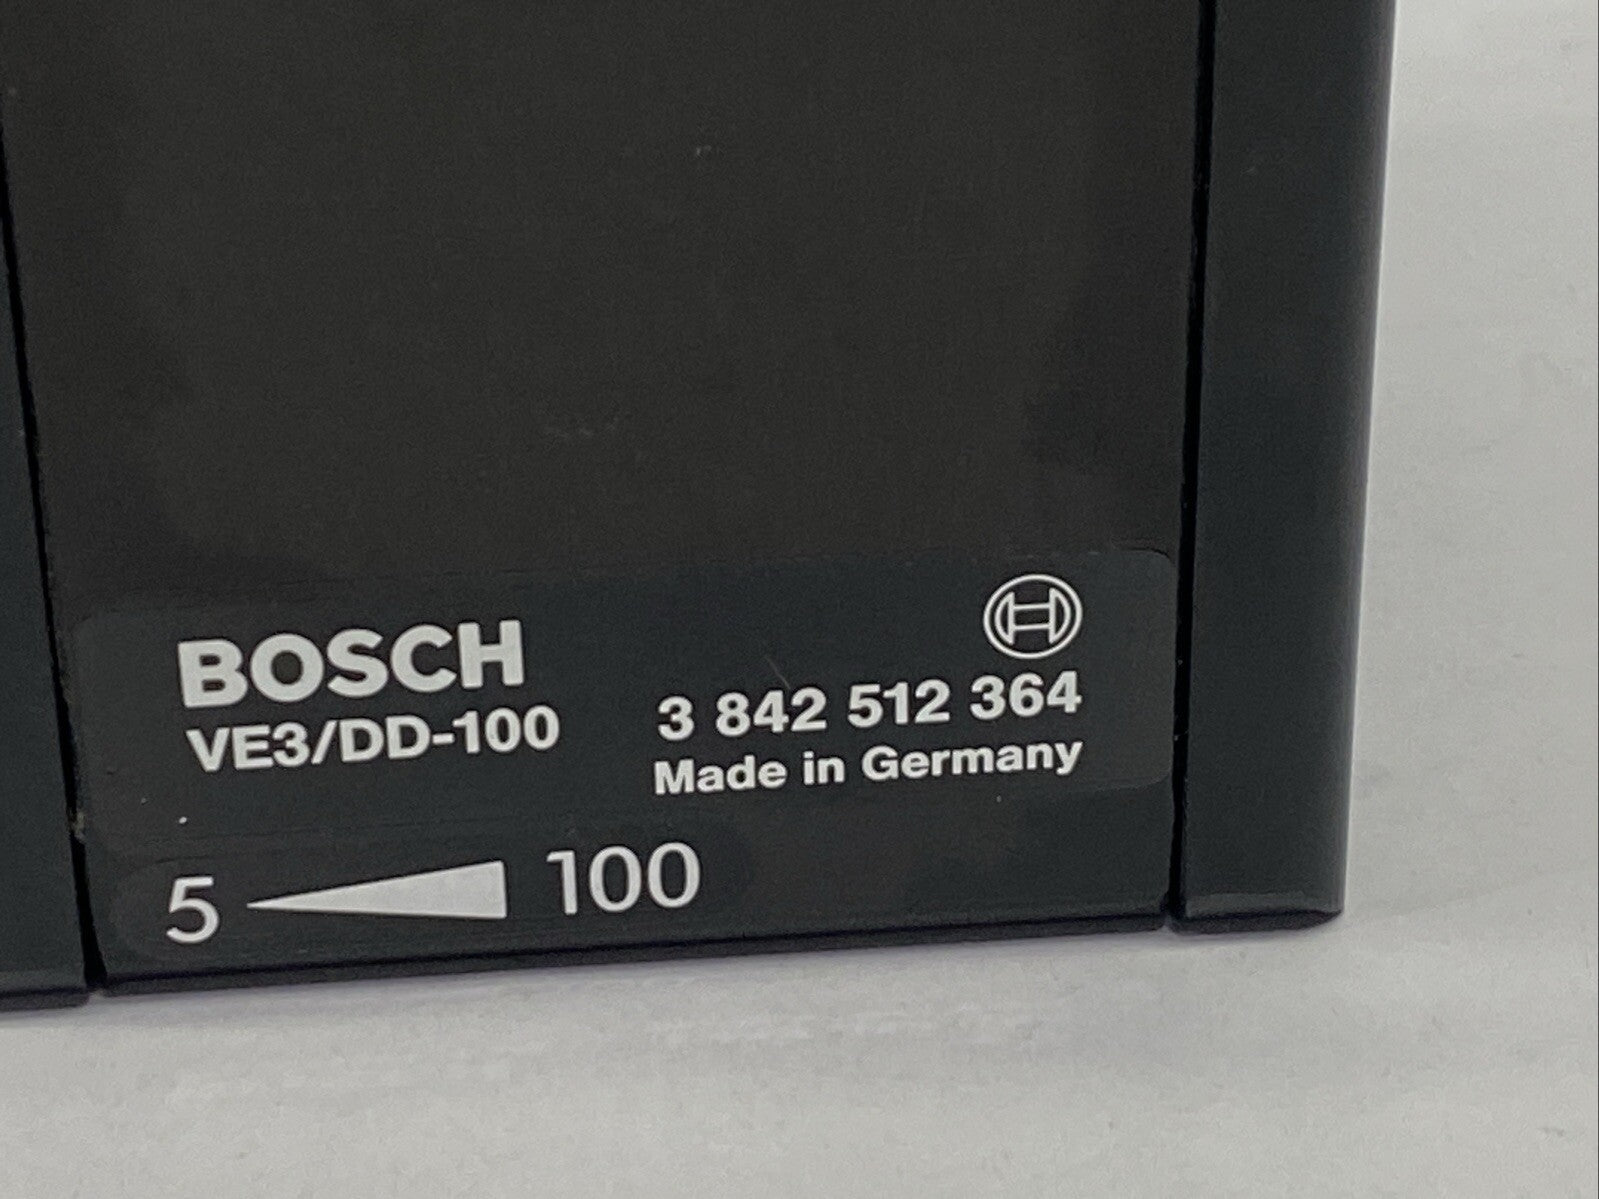 BOSCH
VE3/DD-100
3 842 512 364
Made in Germany
5 100